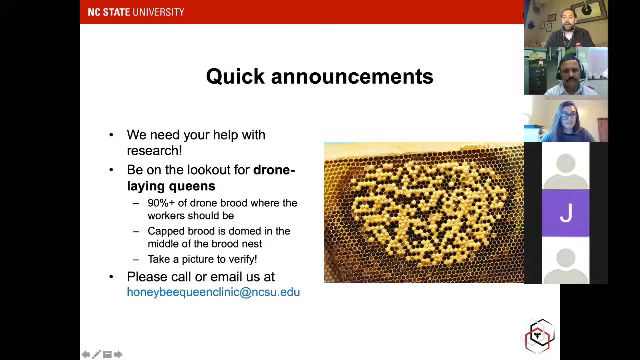 NC STATE UNIVERSITY
Quick announcements
• We need your help with
research!
• Be on the lookout for drone-
laying queens
– 90%+ of drone brood where the
workers should be
– Capped brood is domed in the
middle of the brood nest
– Take a picture to verify!
• Please call or email us at
honeybeequeenclinic@ncsu.edu
J